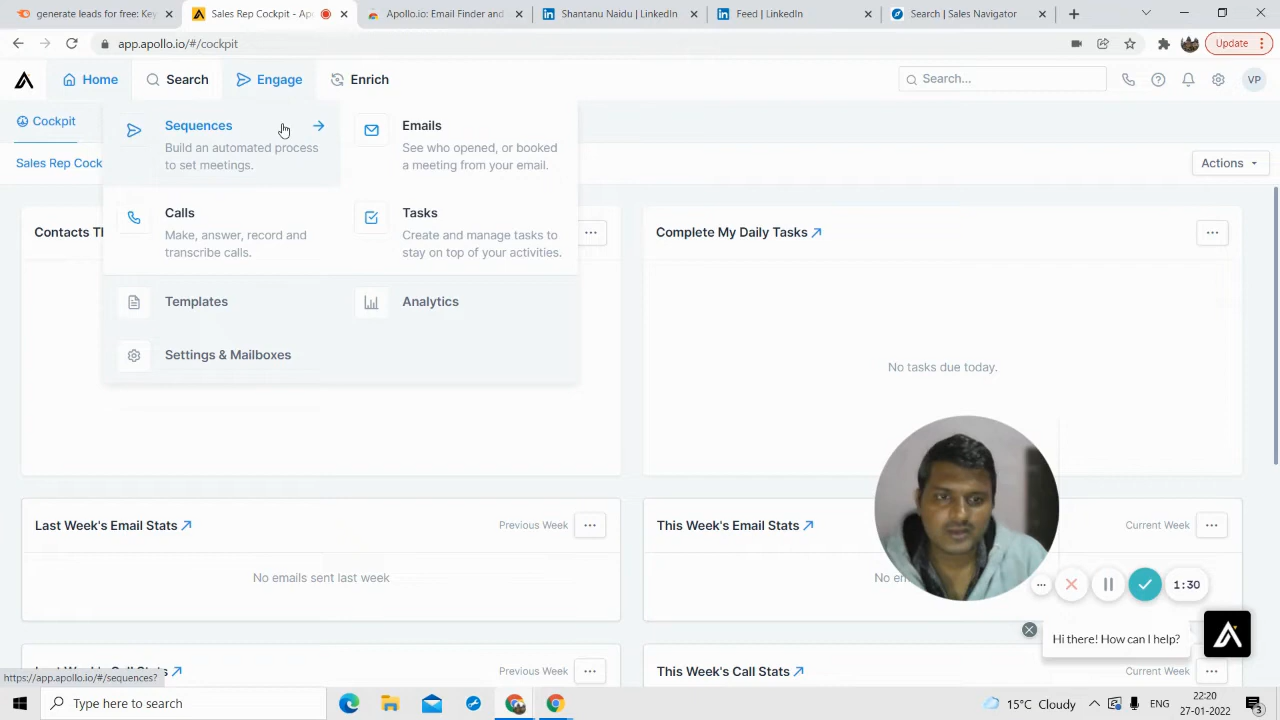 generate leads for free: Key
Sales Rep Cockpit - Ap
Apollo.io: Email Finder and
Shantanu Naidu | LinkedIn
Feed | LinkedIn
Search | Sales Navigator
app.apollo.io/#/cockpit
Update
Home
Search
Engage
Enrich
Search...
VP
Cockpit
Sales Rep Cock
Actions
Sequences
Build an automated process
to set meetings.
Emails
See who opened, or booked
a meeting from your email.
Calls
Make, answer, record and
transcribe calls.
Tasks
Create and manage tasks to
stay on top of your activities.
Templates
Analytics
Settings & Mailboxes
Contacts Th
Complete My Daily Tasks
No tasks due today.
Last Week's Email Stats
Previous Week
No emails sent last week
This Week's Email Stats
Current Week
No em
1:30
Hi there! How can I help?
Call Stats
Previous Week
This Week's Call Stats
Current Week
https://app.apollo.io/#/sequences?
Type here to search
15°C Cloudy
ENG
22:20
27-01-2022
3